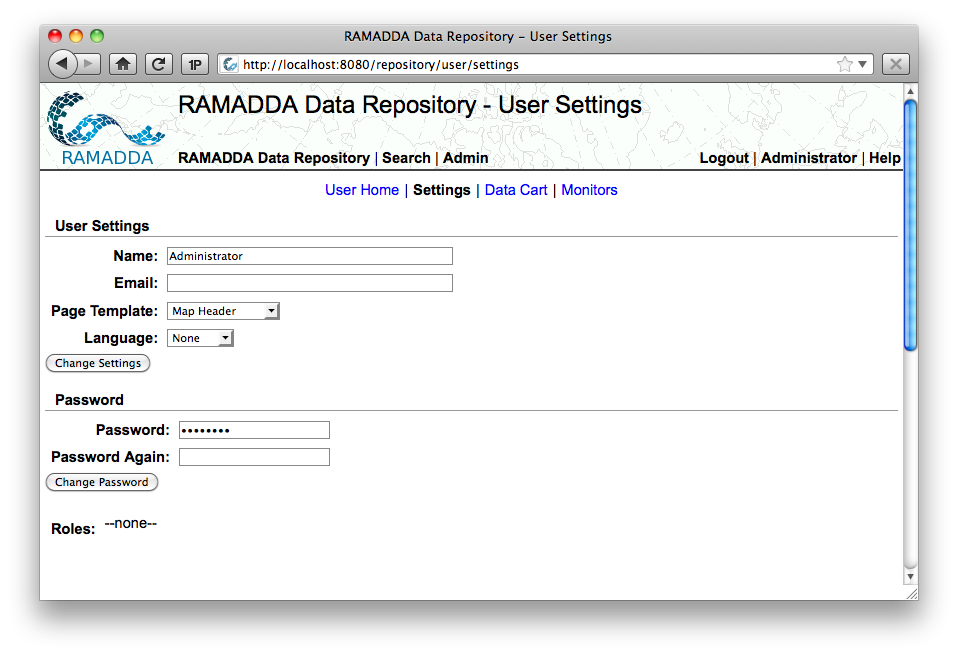 RAMADDA Data Repository – User Settings
1P http://localhost:8080/repository/user/settings
RAMADDA Data Repository - User Settings
RAMADDA
RAMADDA Data Repository | Search | Admin Logout | Administrator | Help
User Home | Settings | Data Cart | Monitors
User Settings
Name: Administrator
Email:
Page Template: Map Header
Language: None
Change Settings
Password
Password: ••••••••
Password Again:
Change Password
Roles: --none--